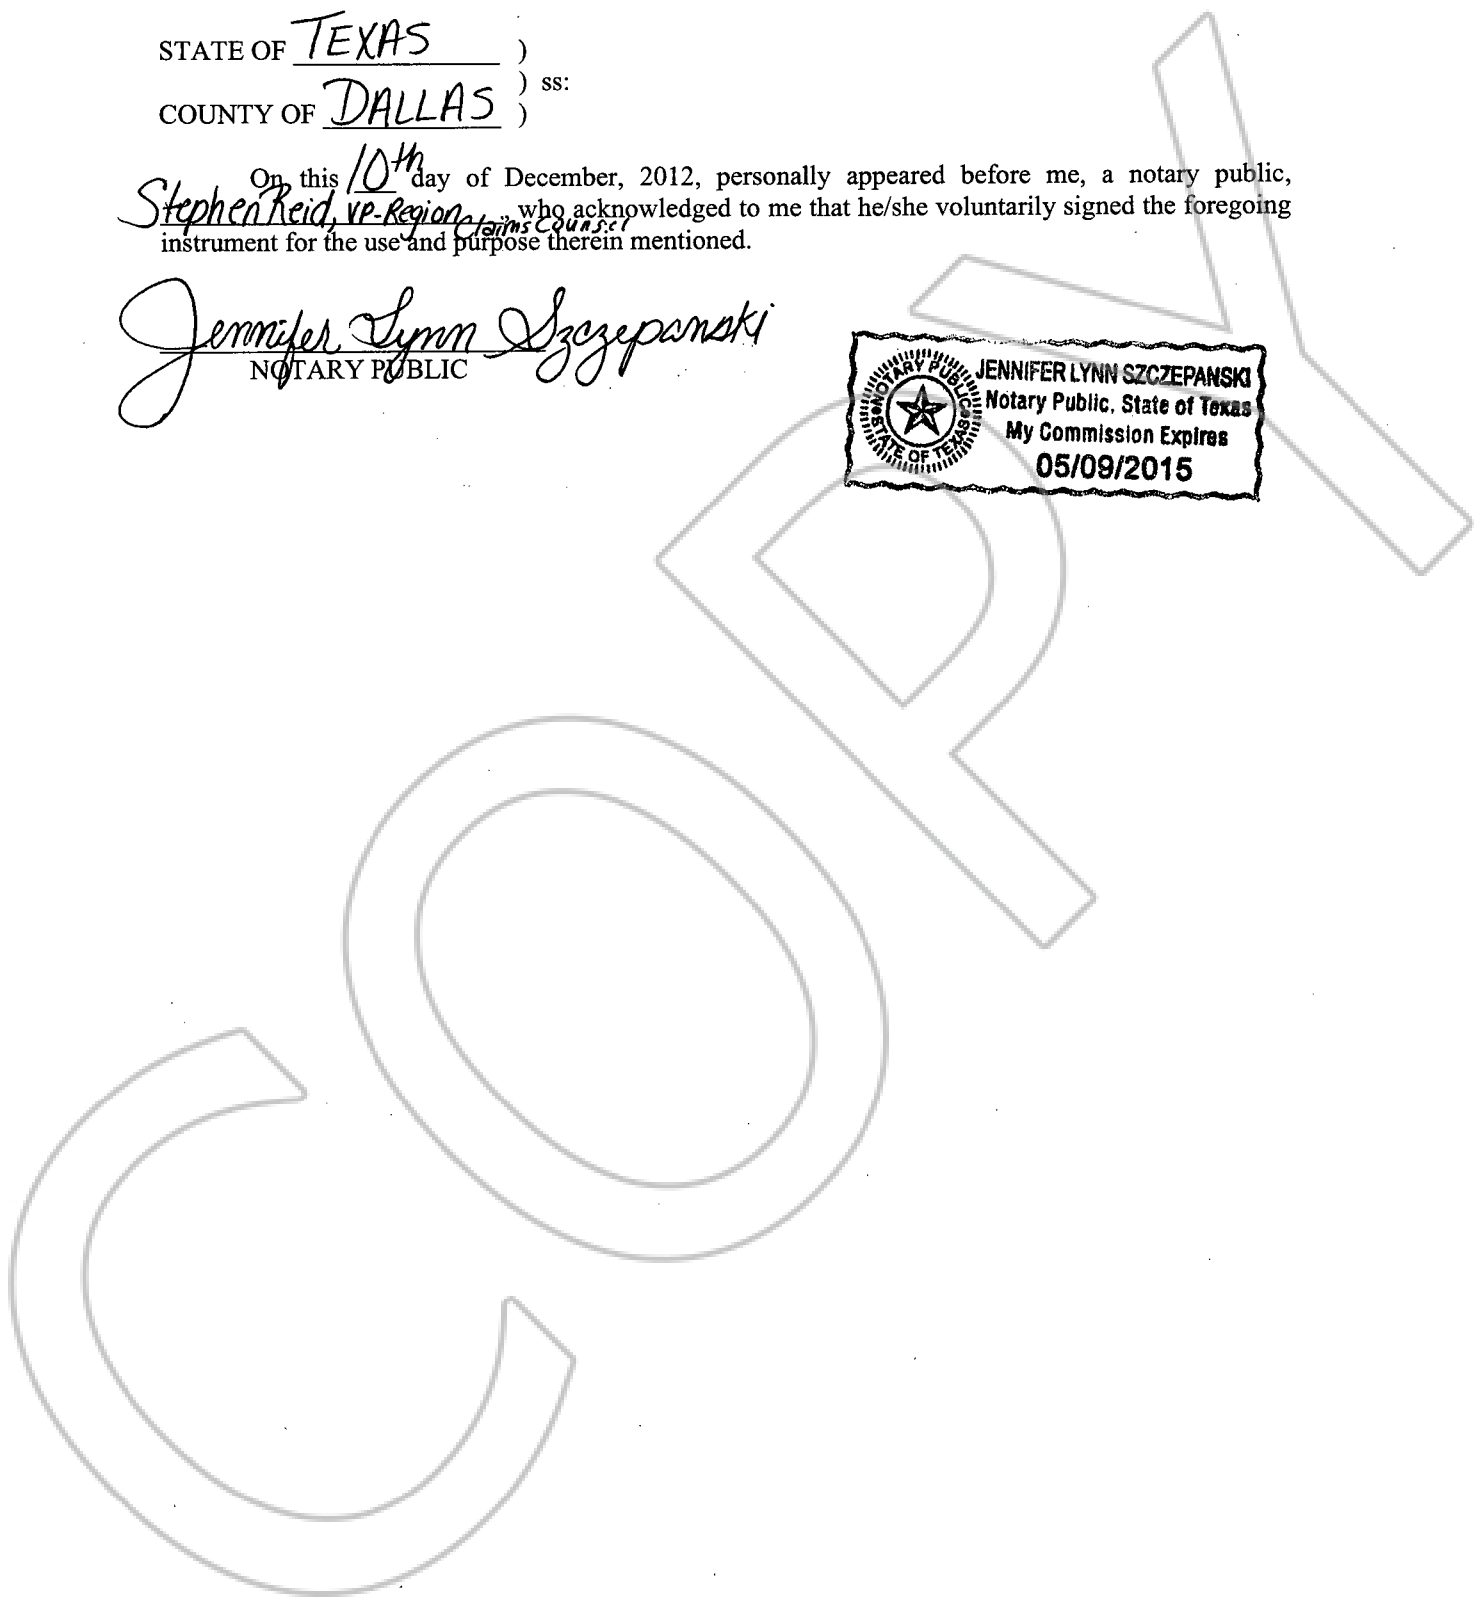 STATE OF TEXAS )
) ss:
COUNTY OF DALLAS )
On this 10th day of December, 2012, personally appeared before me, a notary public,
Stephen Reid, VP-Region Claims Counsel, who acknowledged to me that he/she voluntarily signed the foregoing
instrument for the use and purpose therein mentioned.
Jennifer Lynn Szczepanski
NOTARY PUBLIC
NOTARY PUBLIC
STATE OF TEXAS
JENNIFER LYNN SZCZEPANSKI
Notary Public, State of Texas
My Commission Expires
05/09/2015
COPY